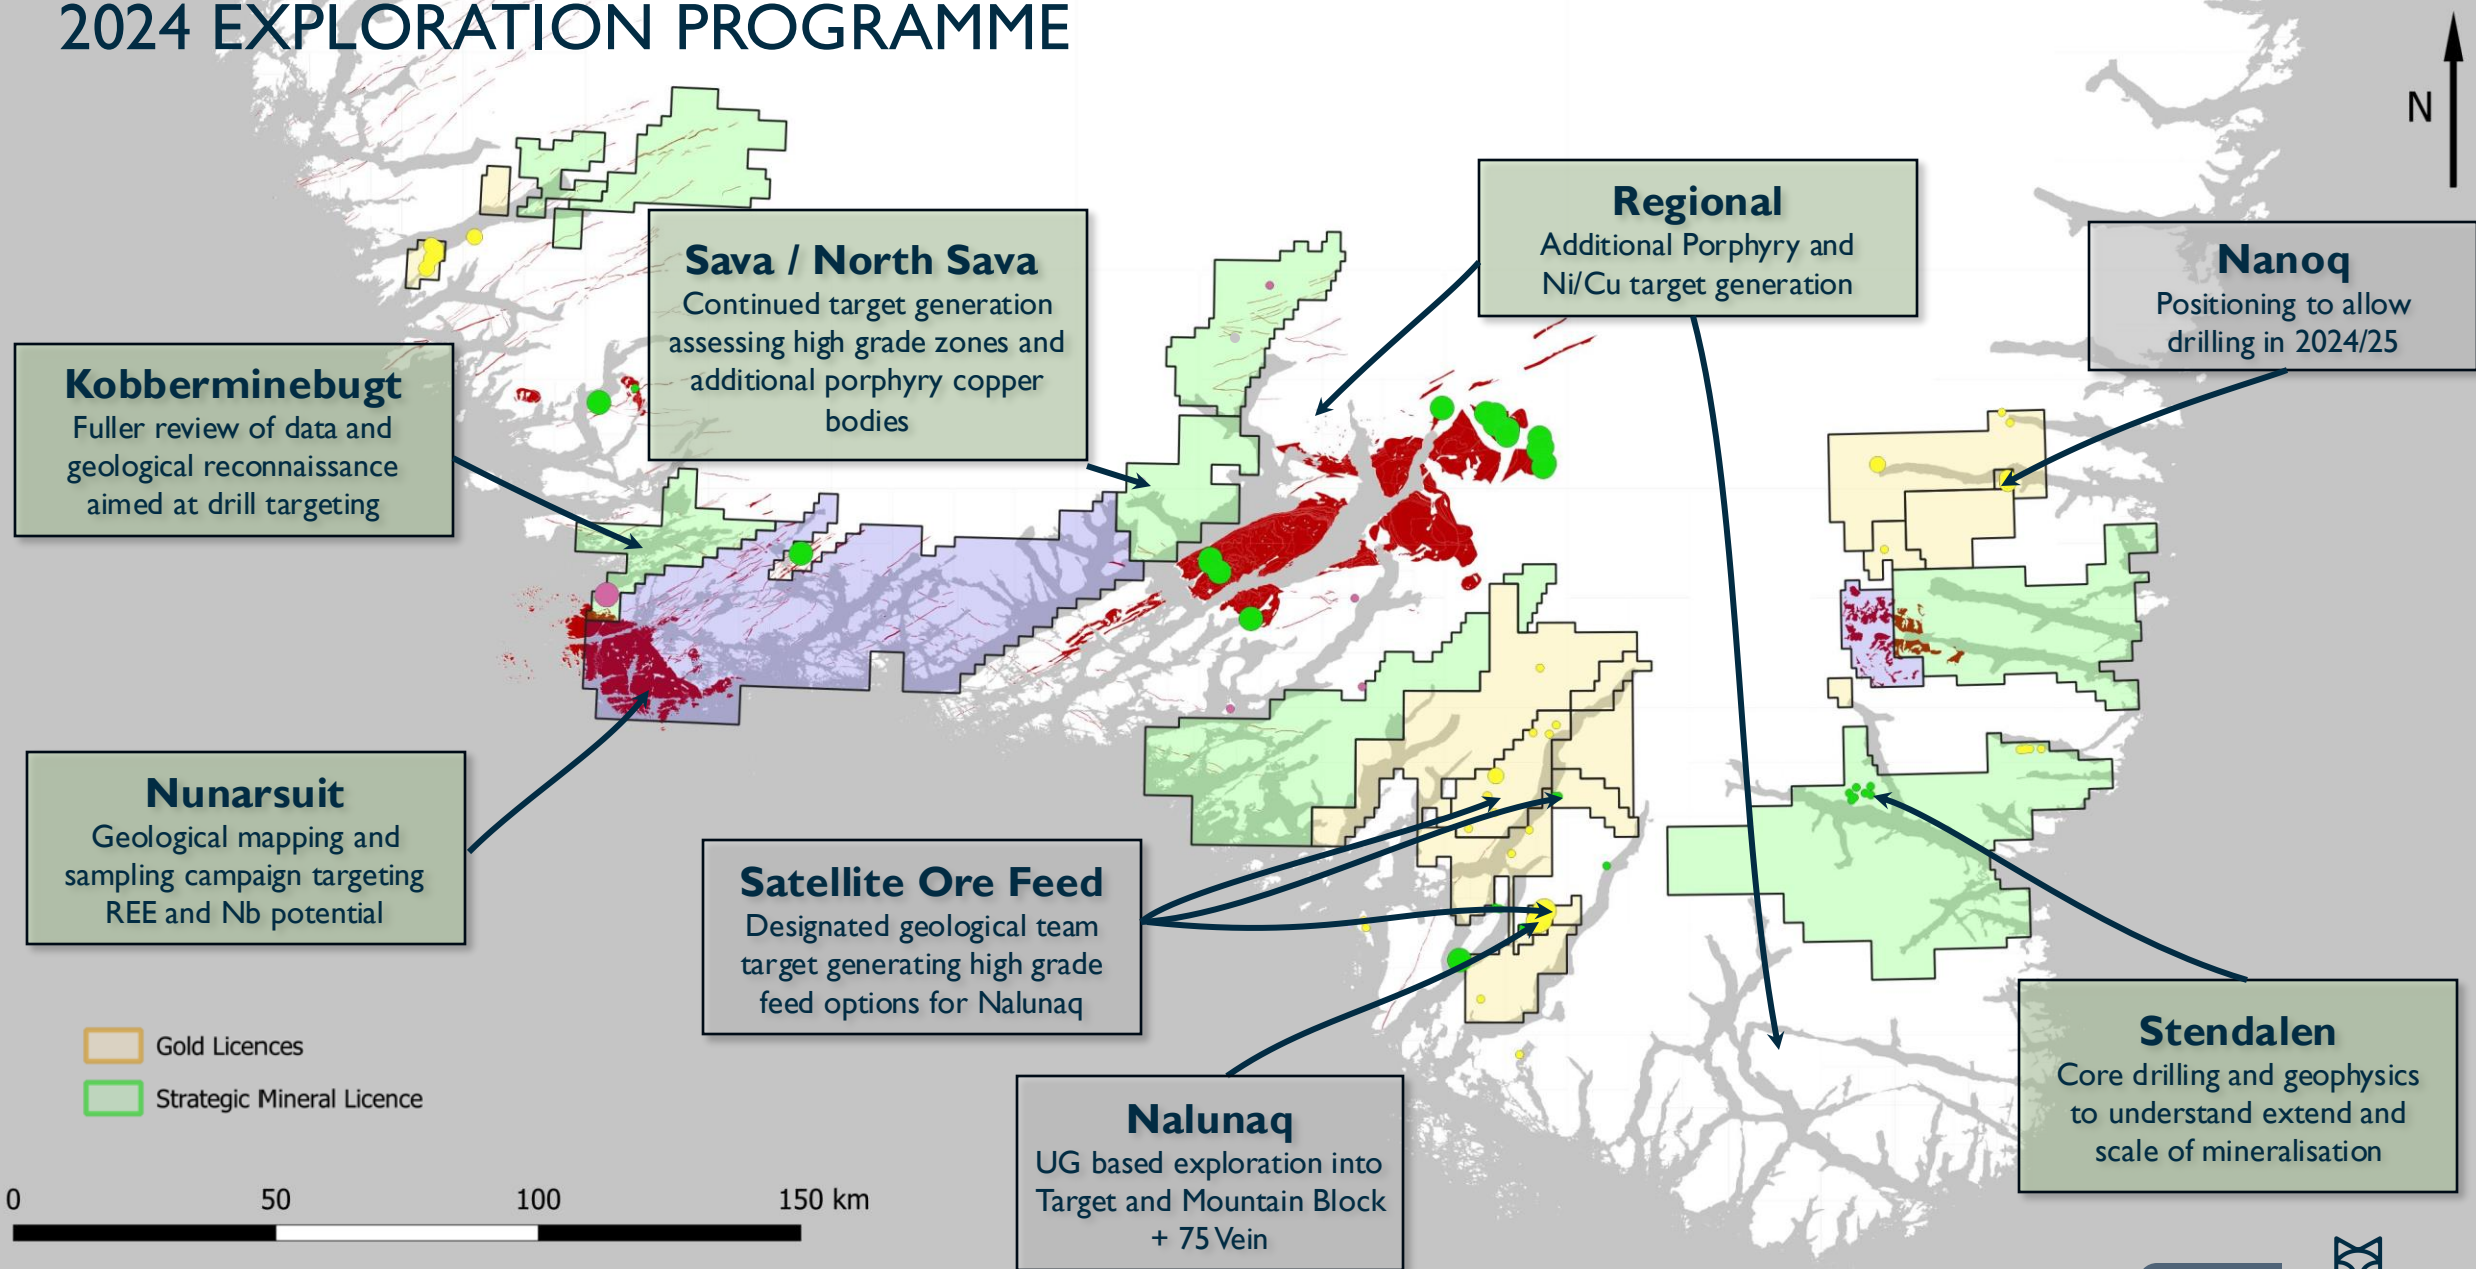 2024 EXPLORATION PROGRAMME
N
Regional
Additional Porphyry and
Ni/Cu target generation
Sava / North Sava
Continued target generation
assessing high grade zones and
additional porphyry copper
bodies
Nanoq
Positioning to allow
drilling in 2024/25
Kobberminebugt
Fuller review of data and
geological reconnaissance
aimed at drill targeting
Nunarsuit
Geological mapping and
sampling campaign targeting
REE and Nb potential
Satellite Ore Feed
Designated geological team
target generating high grade
feed options for Nalunaq
Stendalen
Core drilling and geophysics
to understand extend and
scale of mineralisation
Nalunaq
UG based exploration into
Target and Mountain Block
+ 75 Vein
Gold Licences
Strategic Mineral Licence
0 50 100 150 km